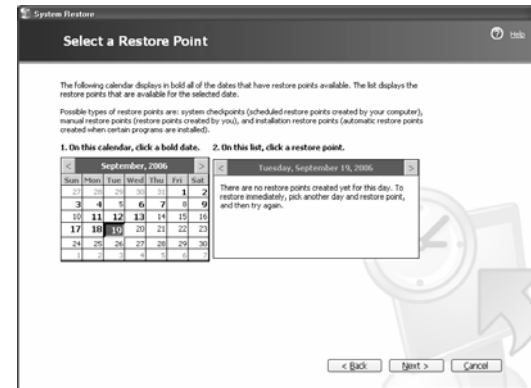 System Restore
Select a Restore Point
Help
The following calendar displays in bold all of the dates that have restore points available. The list displays the
restore points that are available for the selected date.
Possible types of restore points are: system checkpoints (scheduled restore points created by your computer),
manual restore points (restore points created by you), and installation restore points (automatic restore points
created when certain programs are installed).
1. On this calendar, click a bold date.
2. On this list, click a restore point.
< September, 2006 >
Sun Mon Tue Wed Thu Fri Sat
27 28 29 30 31 1 2
3 4 5 6 7 8 9
10 11 12 13 14 15 16
17 18 19 20 21 22 23
24 25 26 27 28 29 30
1 2 3 4 5 6 7
< Tuesday, September 19, 2006 >
There are no restore points created yet for this day. To
restore immediately, pick another day and restore point,
and then try again.
< Back Next > Cancel